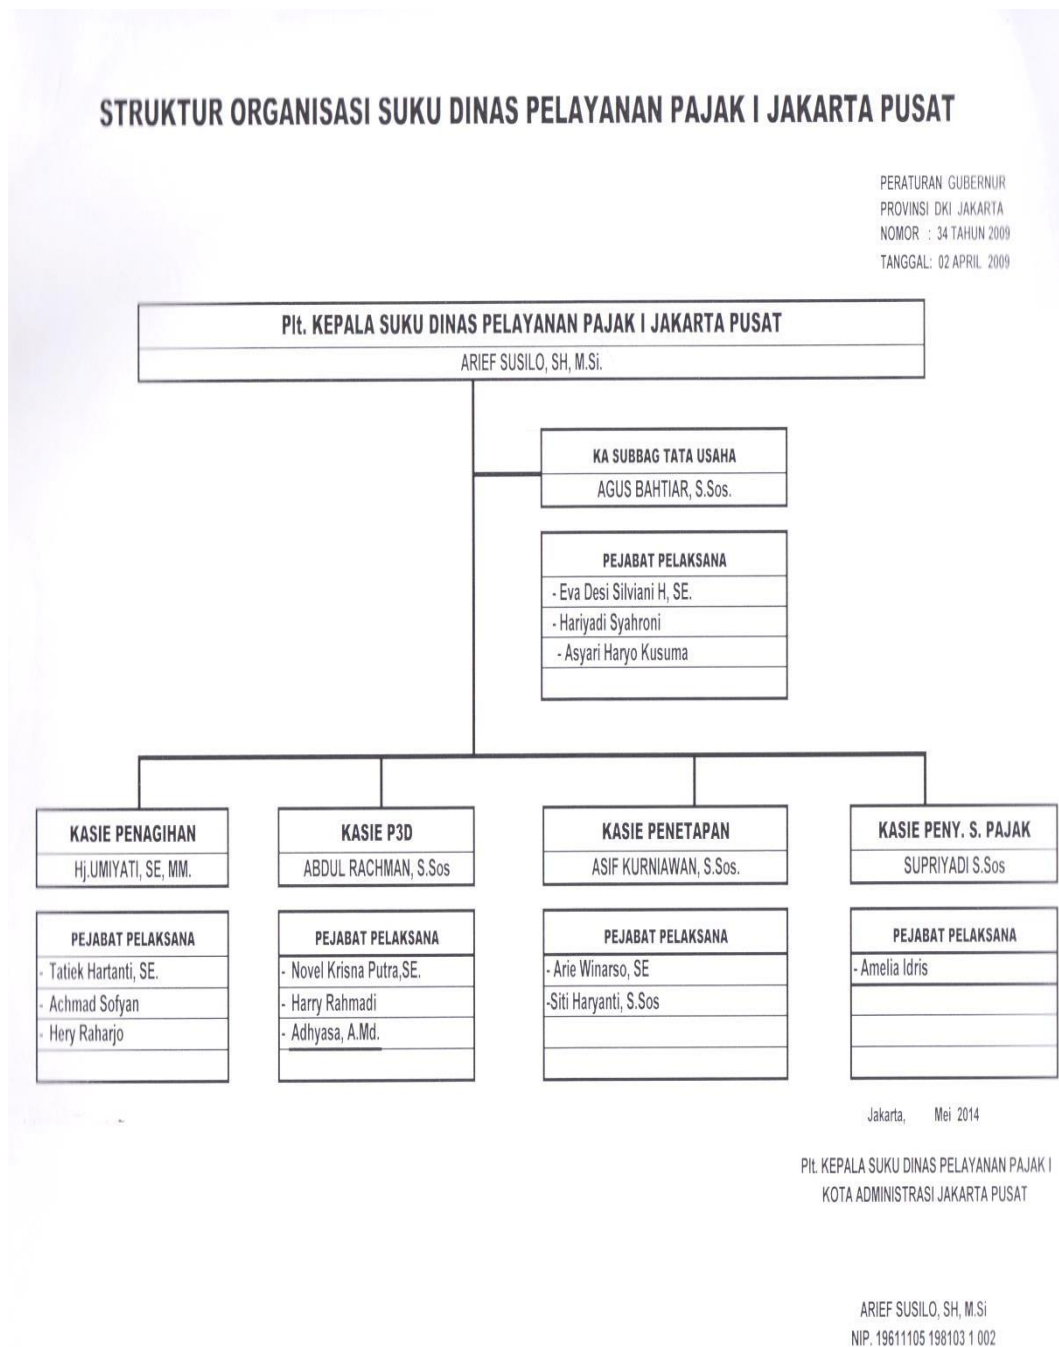 STRUKTUR ORGANISASI SUKU DINAS PELAYANAN PAJAK I JAKARTA PUSAT
PERATURAN GUBERNUR
PROVINSI DKI JAKARTA
NOMOR : 34 TAHUN 2009
TANGGAL: 02 APRIL 2009
Plt. KEPALA SUKU DINAS PELAYANAN PAJAK I JAKARTA PUSAT
ARIEF SUSILO, SH, M.Si.
KA SUBBAG TATA USAHA
AGUS BAHTIAR, S.Sos.
PEJABAT PELAKSANA
- Eva Desi Silviani H, SE.
- Hariyadi Syahroni
- Asyari Haryo Kusuma
KASIE PENAGIHAN
Hj.UMIYATI, SE, MM.
PEJABAT PELAKSANA
- Tatiek Hartanti, SE.
- Achmad Sofyan
- Hery Raharjo
KASIE P3D
ABDUL RACHMAN, S.Sos
PEJABAT PELAKSANA
- Novel Krisna Putra,SE.
- Harry Rahmadi
- Adhyasa, A.Md.
KASIE PENETAPAN
ASIF KURNIAWAN, S.Sos.
PEJABAT PELAKSANA
- Arie Winarso, SE
-Siti Haryanti, S.Sos
KASIE PENY. S. PAJAK
SUPRIYADI S.Sos
PEJABAT PELAKSANA
- Amelia Idris
Jakarta, Mei 2014
Plt. KEPALA SUKU DINAS PELAYANAN PAJAK I
KOTA ADMINISTRASI JAKARTA PUSAT
ARIEF SUSILO, SH, M.Si
NIP. 19611105 198103 1 002